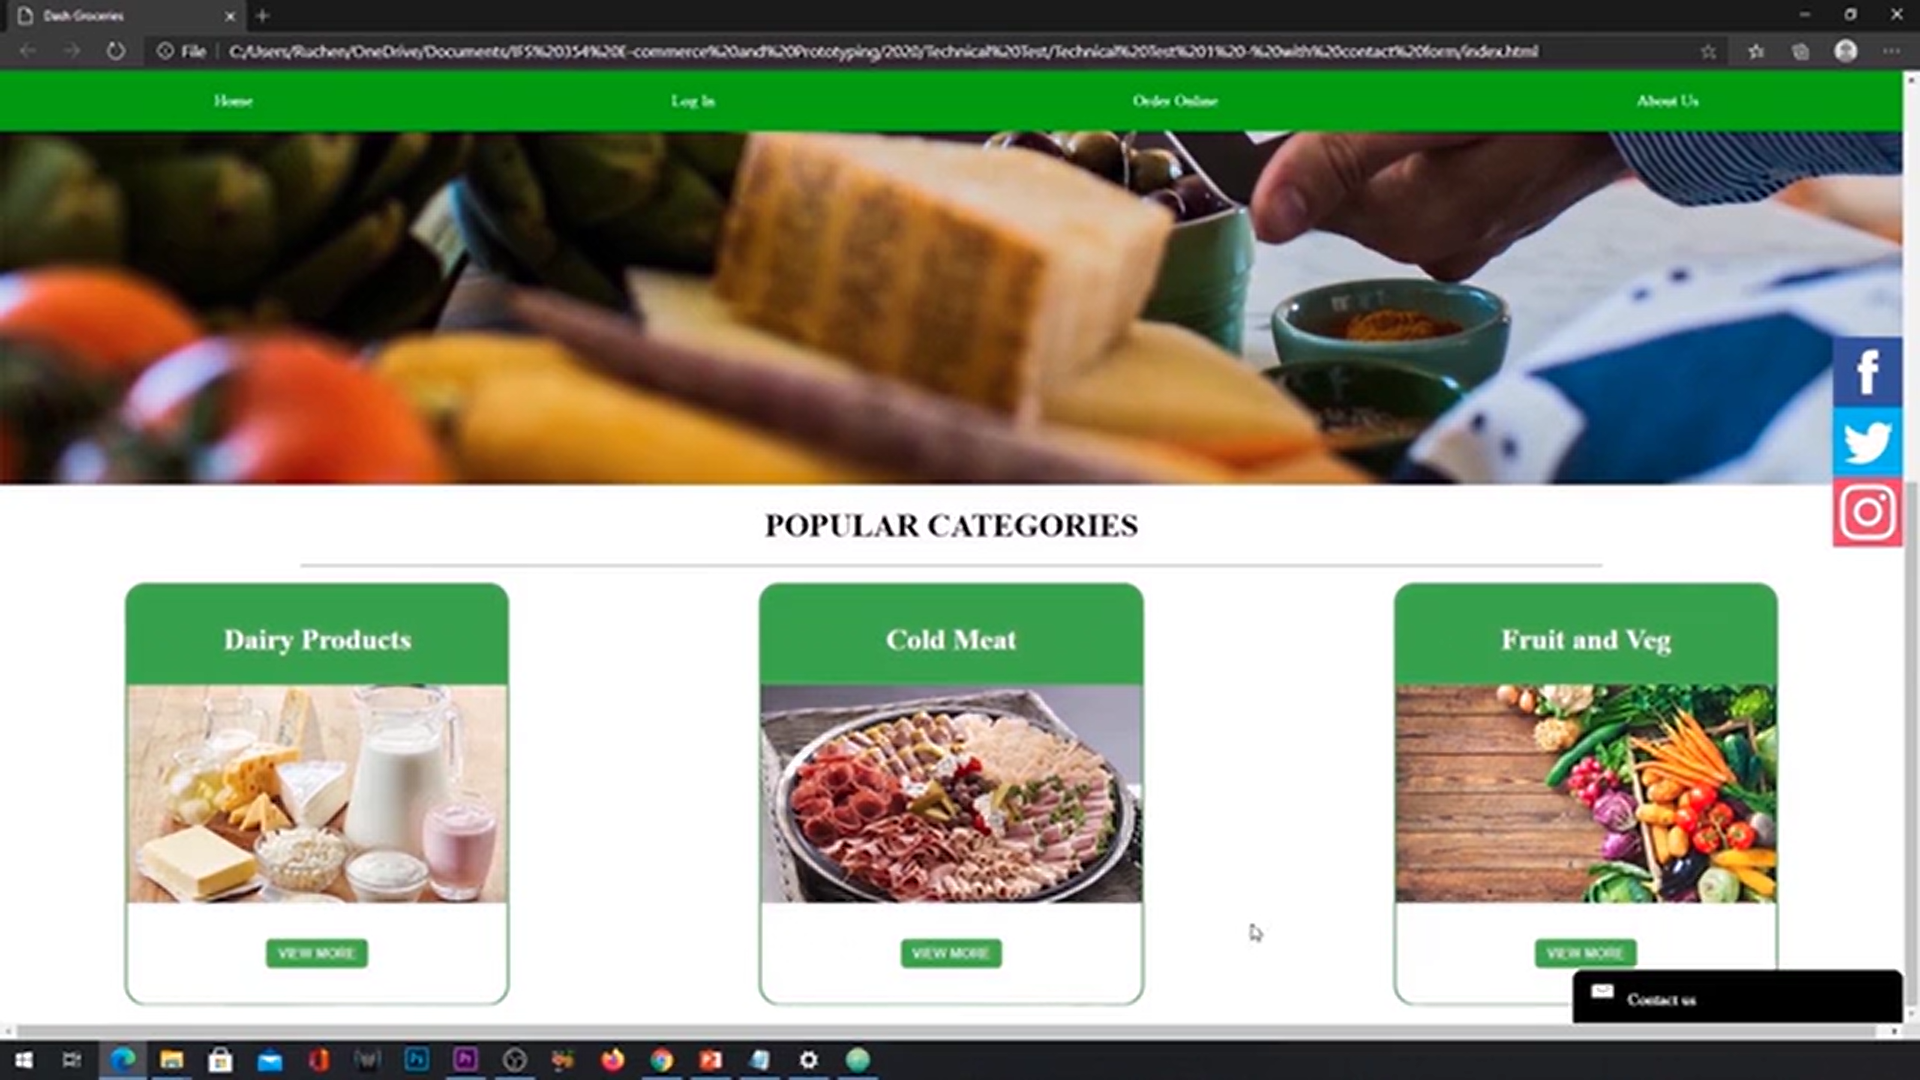 Dash Groceries
File
C:/Users/Ruchen/OneDrive/Documents/IFS%20354%20E-commerce%20and%20Prototyping/2020/Technical%20Test/Technical%20Test%201%20-%20with%20contact%20form/index.html
Home
Log In
Order Online
About Us
POPULAR CATEGORIES
Dairy Products
Cold Meat
Fruit and Veg
VIEW MORE
VIEW MORE
VIEW MORE
Contact us